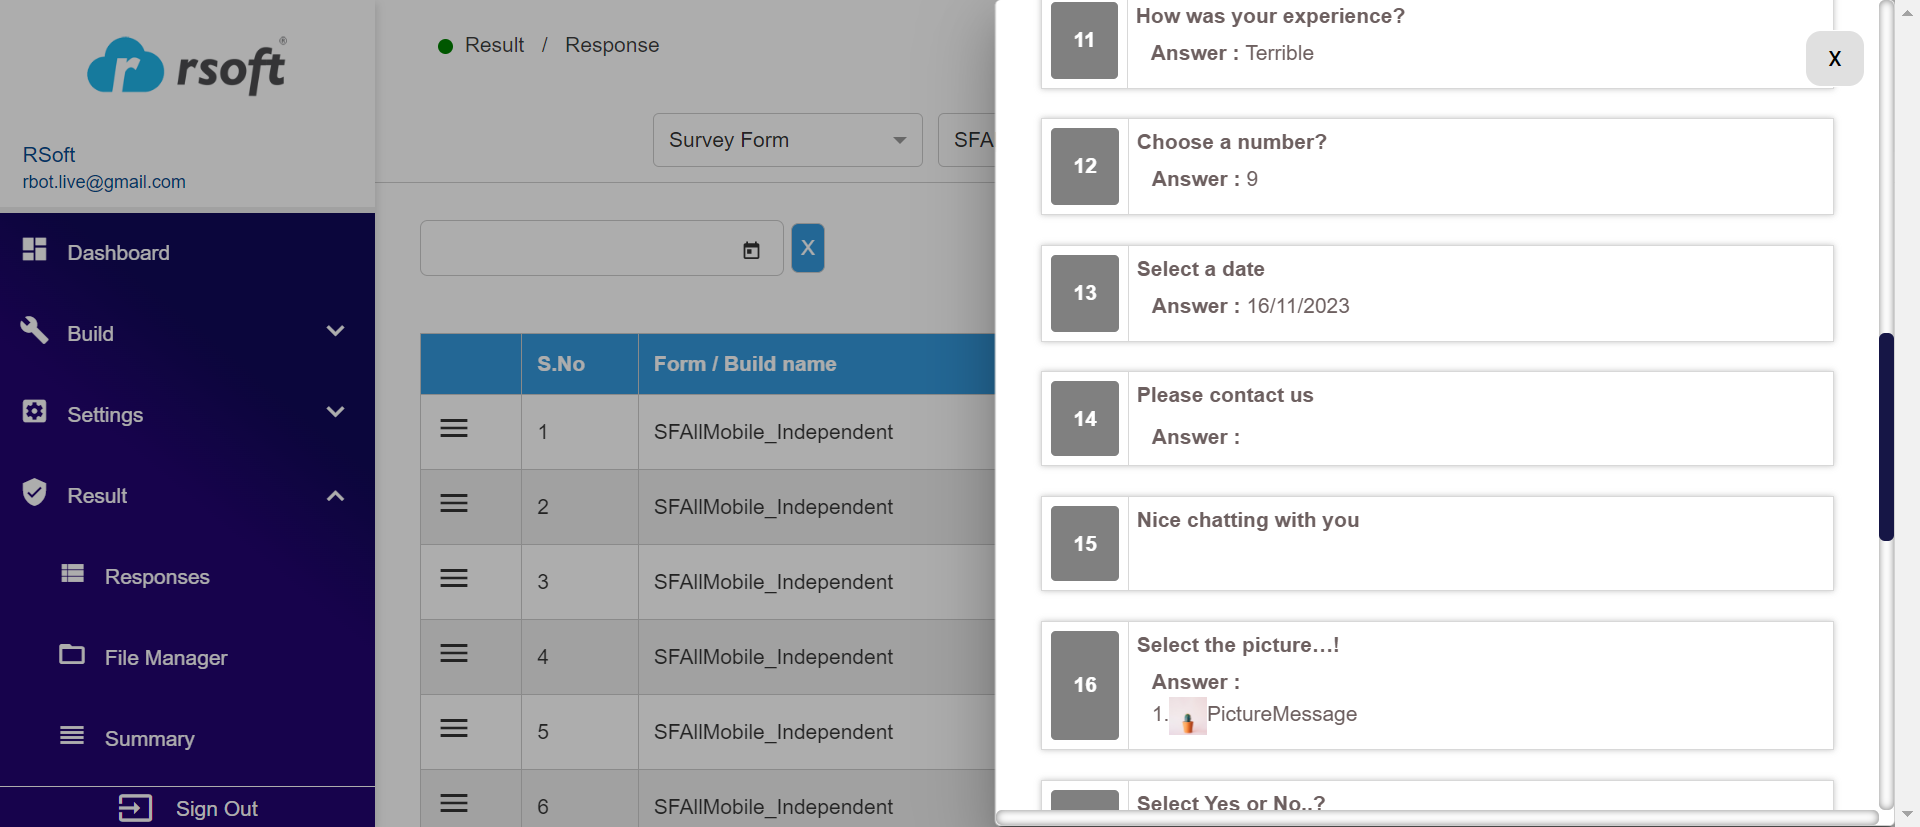 rsoft®
RSoft
rbot.live@gmail.com
Dashboard
Build
Settings
Result
Responses
File Manager
Summary
Sign Out
Result / Response
Survey Form
SFA
X
S.No
Form / Build name
1
SFAllMobile_Independent
2
SFAllMobile_Independent
3
SFAllMobile_Independent
4
SFAllMobile_Independent
5
SFAllMobile_Independent
6
SFAllMobile_Independent
X
11
How was your experience?
Answer : Terrible
12
Choose a number?
Answer : 9
13
Select a date
Answer : 16/11/2023
14
Please contact us
Answer :
15
Nice chatting with you
16
Select the picture...!
Answer :
1. PictureMessage
Select Yes or No..?